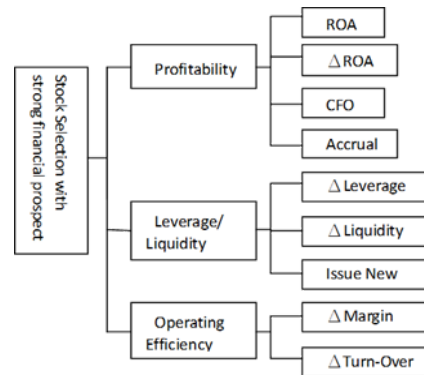 Stock Selection with
strong financial prospect
Profitability
ROA
△ ROA
CFO
Accrual
Leverage/
Liquidity
△ Leverage
△ Liquidity
Issue New
Operating
Efficiency
△ Margin
△ Turn-Over